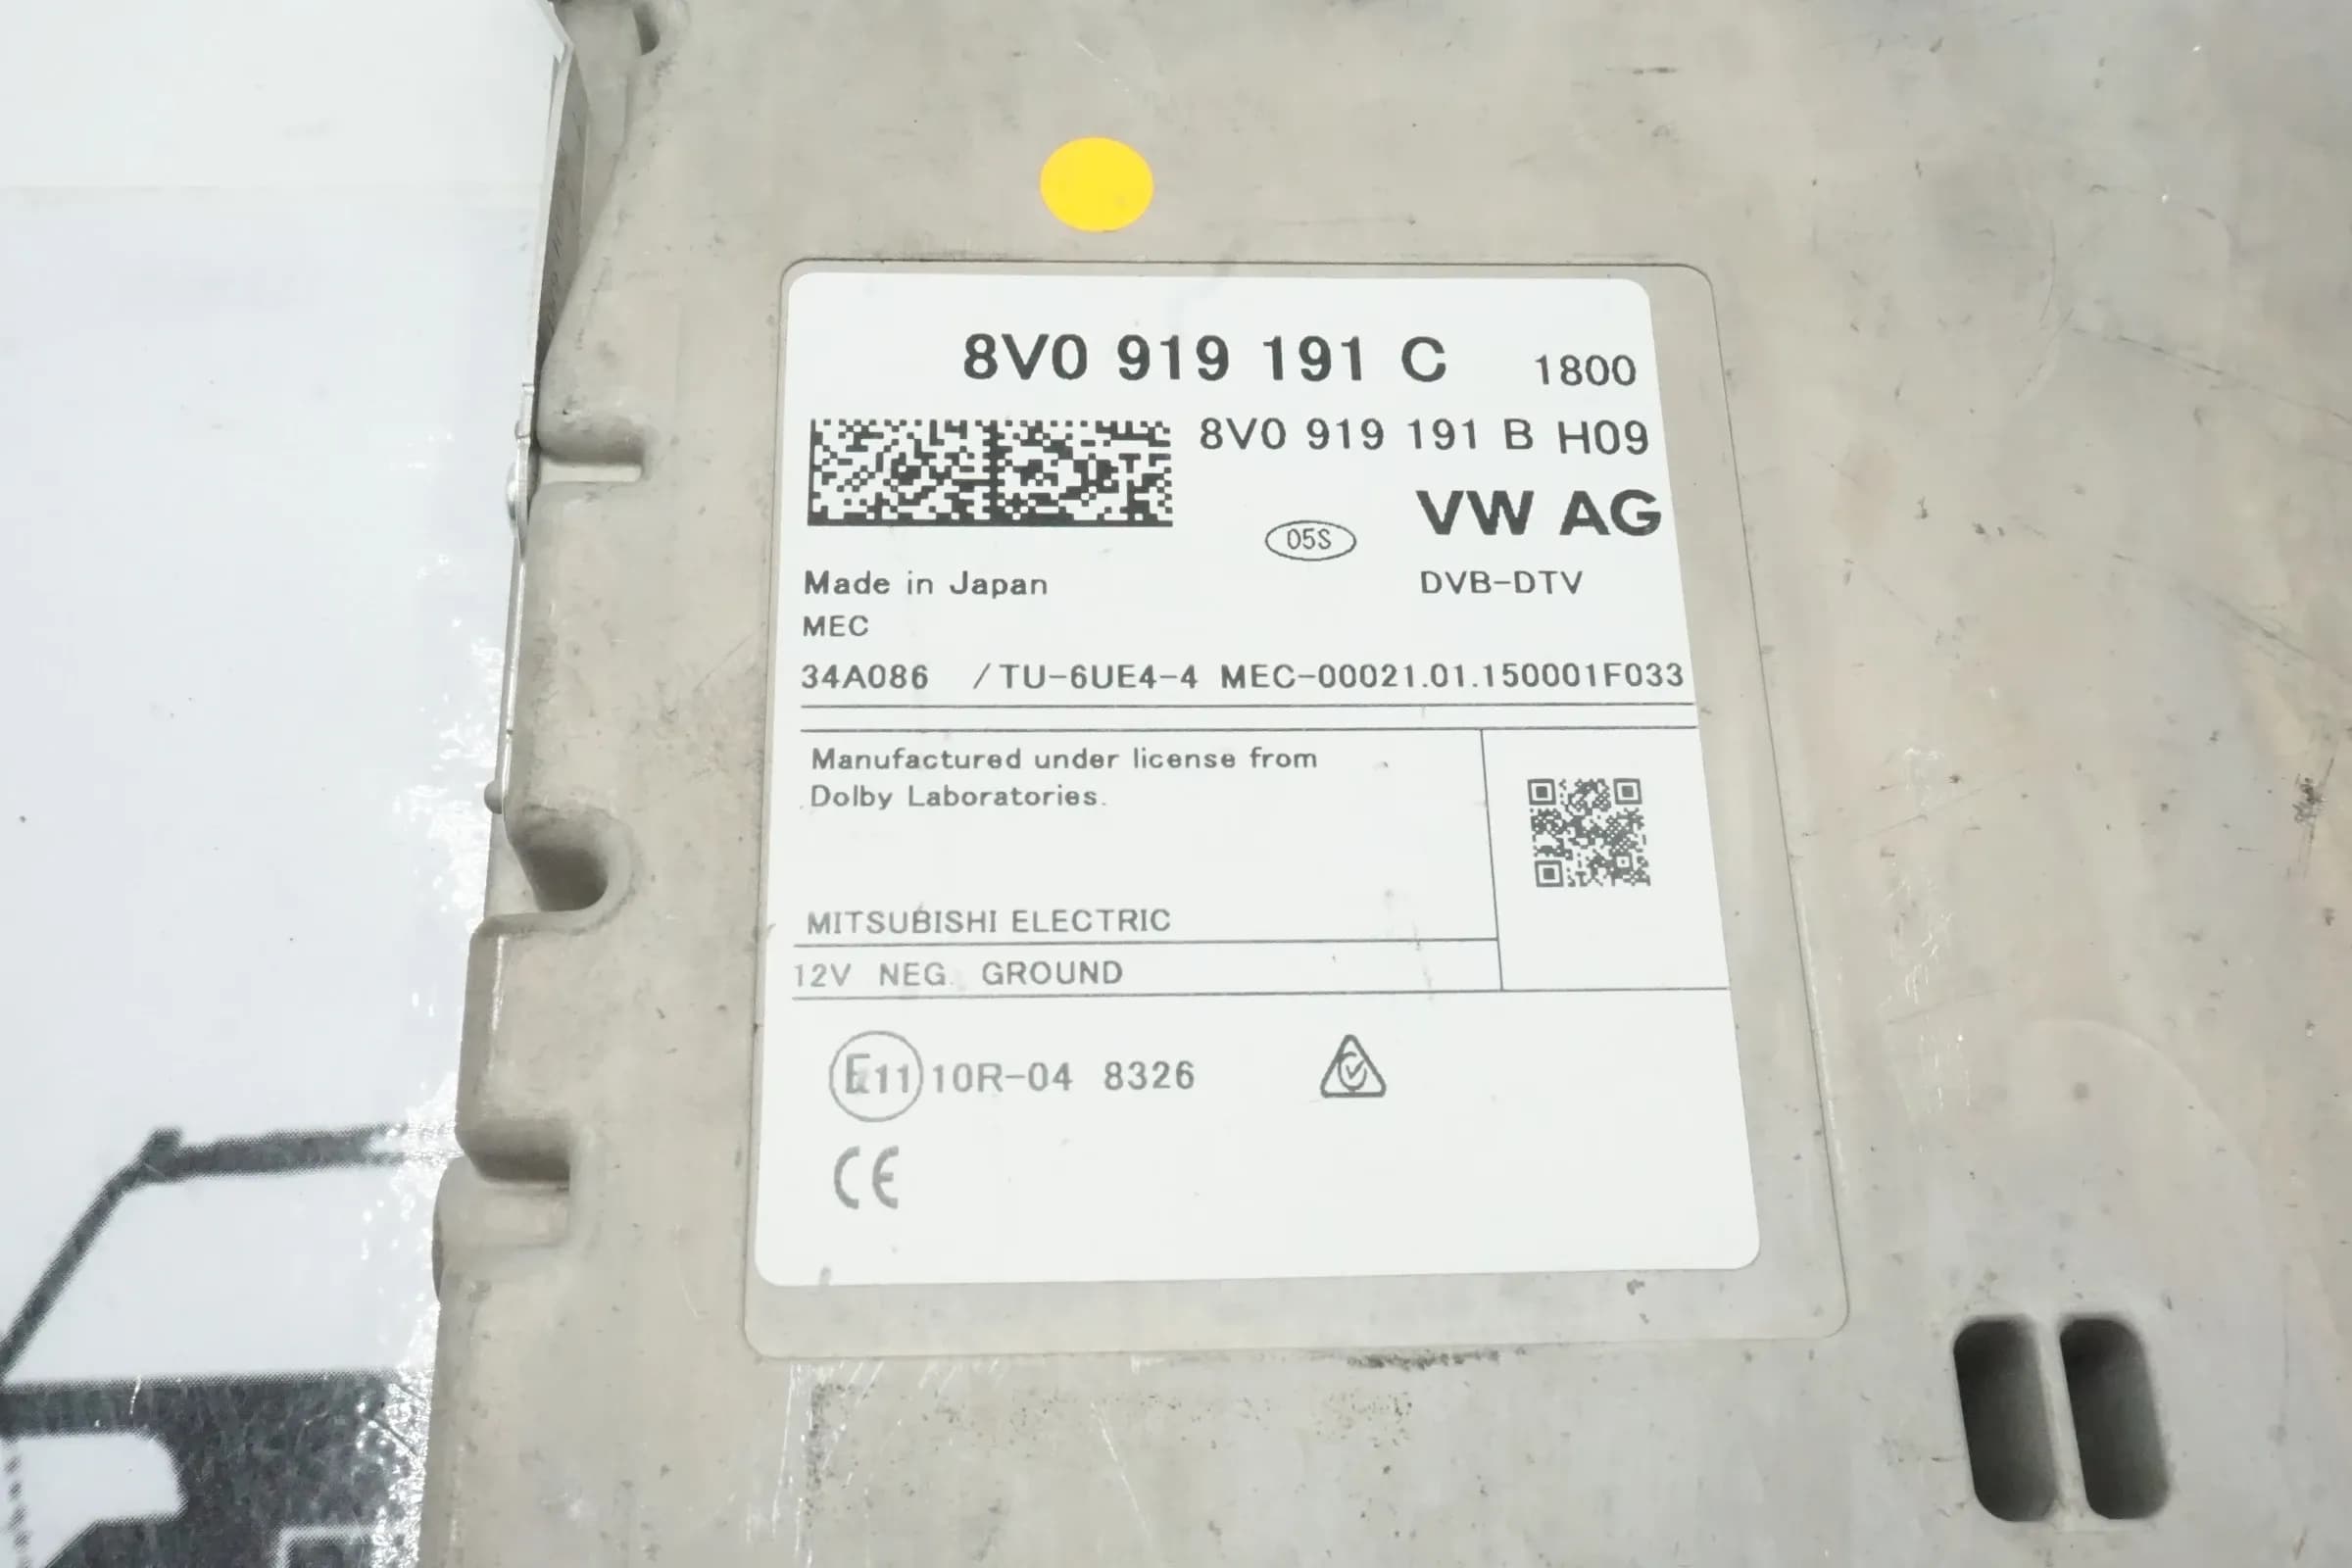 8V0 919 191 C 1800
8V0 919 191 B H09
VW AG
05S
Made in Japan DVB-DTV
MEC
34A086 /TU-6UE4-4 MEC-00021.01.150001F033
Manufactured under license from
Dolby Laboratories.
MITSUBISHI ELECTRIC
12V NEG. GROUND
E11 10R-04 8326
CE